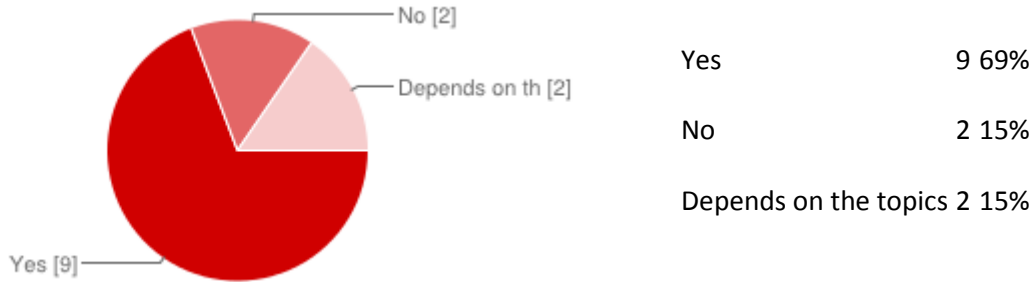 No [2]
Depends on th [2]
Yes [9]
Yes 9 69%
No 2 15%
Depends on the topics 2 15%